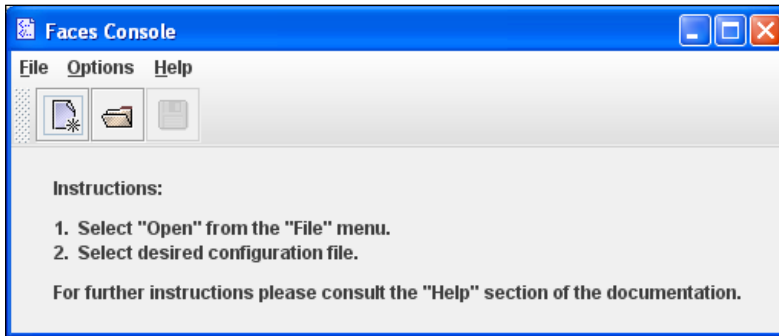 Faces Console
File Options Help
Instructions:
1. Select "Open" from the "File" menu.
2. Select desired configuration file.
For further instructions please consult the "Help" section of the documentation.